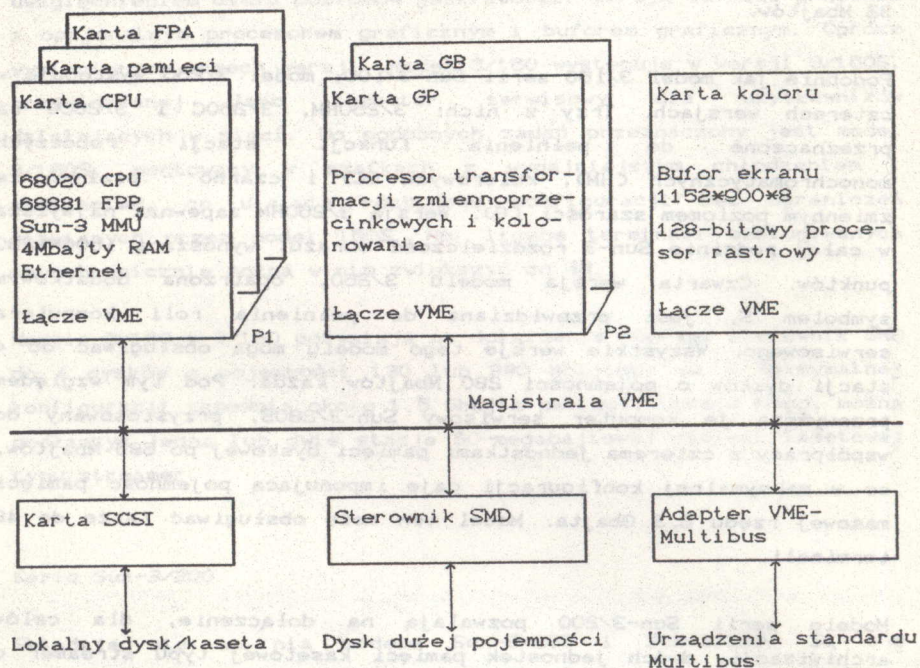 Karta FPA
Karta pamięci
Karta CPU
68020 CPU
68881 FPP
Sun-3 MMU
4Mbajty RAM
Ethernet
Łącze VME
P1
Karta GB
Karta GP
Procesor transfor-
macji zmiennoprze-
cinkowych i kolej-
nowania
Łącze VME
P2
Karta koloru
Bufor ekranu
1152*900*8
128-bitowy proce-
sor rastrowy
Łącze VME
Magistrala VME
Karta SCSI
Sterownik SMD
Adapter VME-
Multibus
Lokalny dysk/kaseta
Dysk dużej pojemności
Urządzenia standardu
Multibus